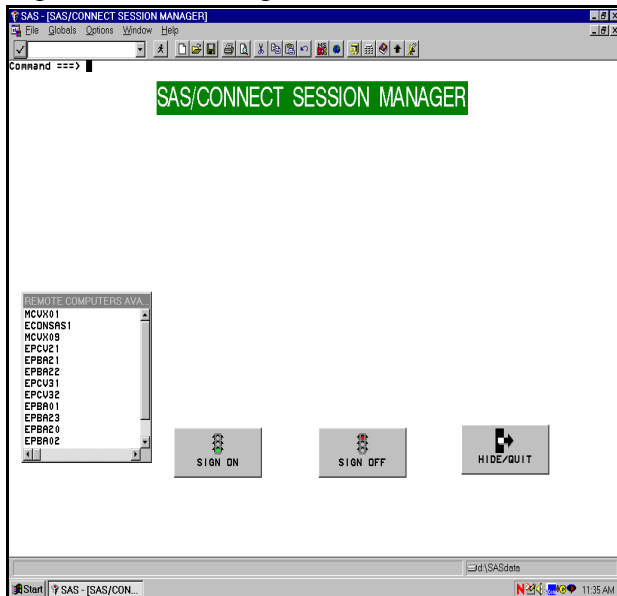 SAS - [SAS/CONNECT SESSION MANAGER]
File Globals Options Window Help
Command ===>
SAS/CONNECT SESSION MANAGER
REMOTE COMPUTERS AVA...
MCVX01
ECONSAS1
MCVX09
EPCV21
EPBA21
EPBA22
EPCV31
EPCV32
EPBA01
EPBA23
EPBA20
EPBA02
SIGN ON
SIGN OFF
HIDE/QUIT
d:\SASdata
Start SAS - [SAS/CON... 11:35 AM